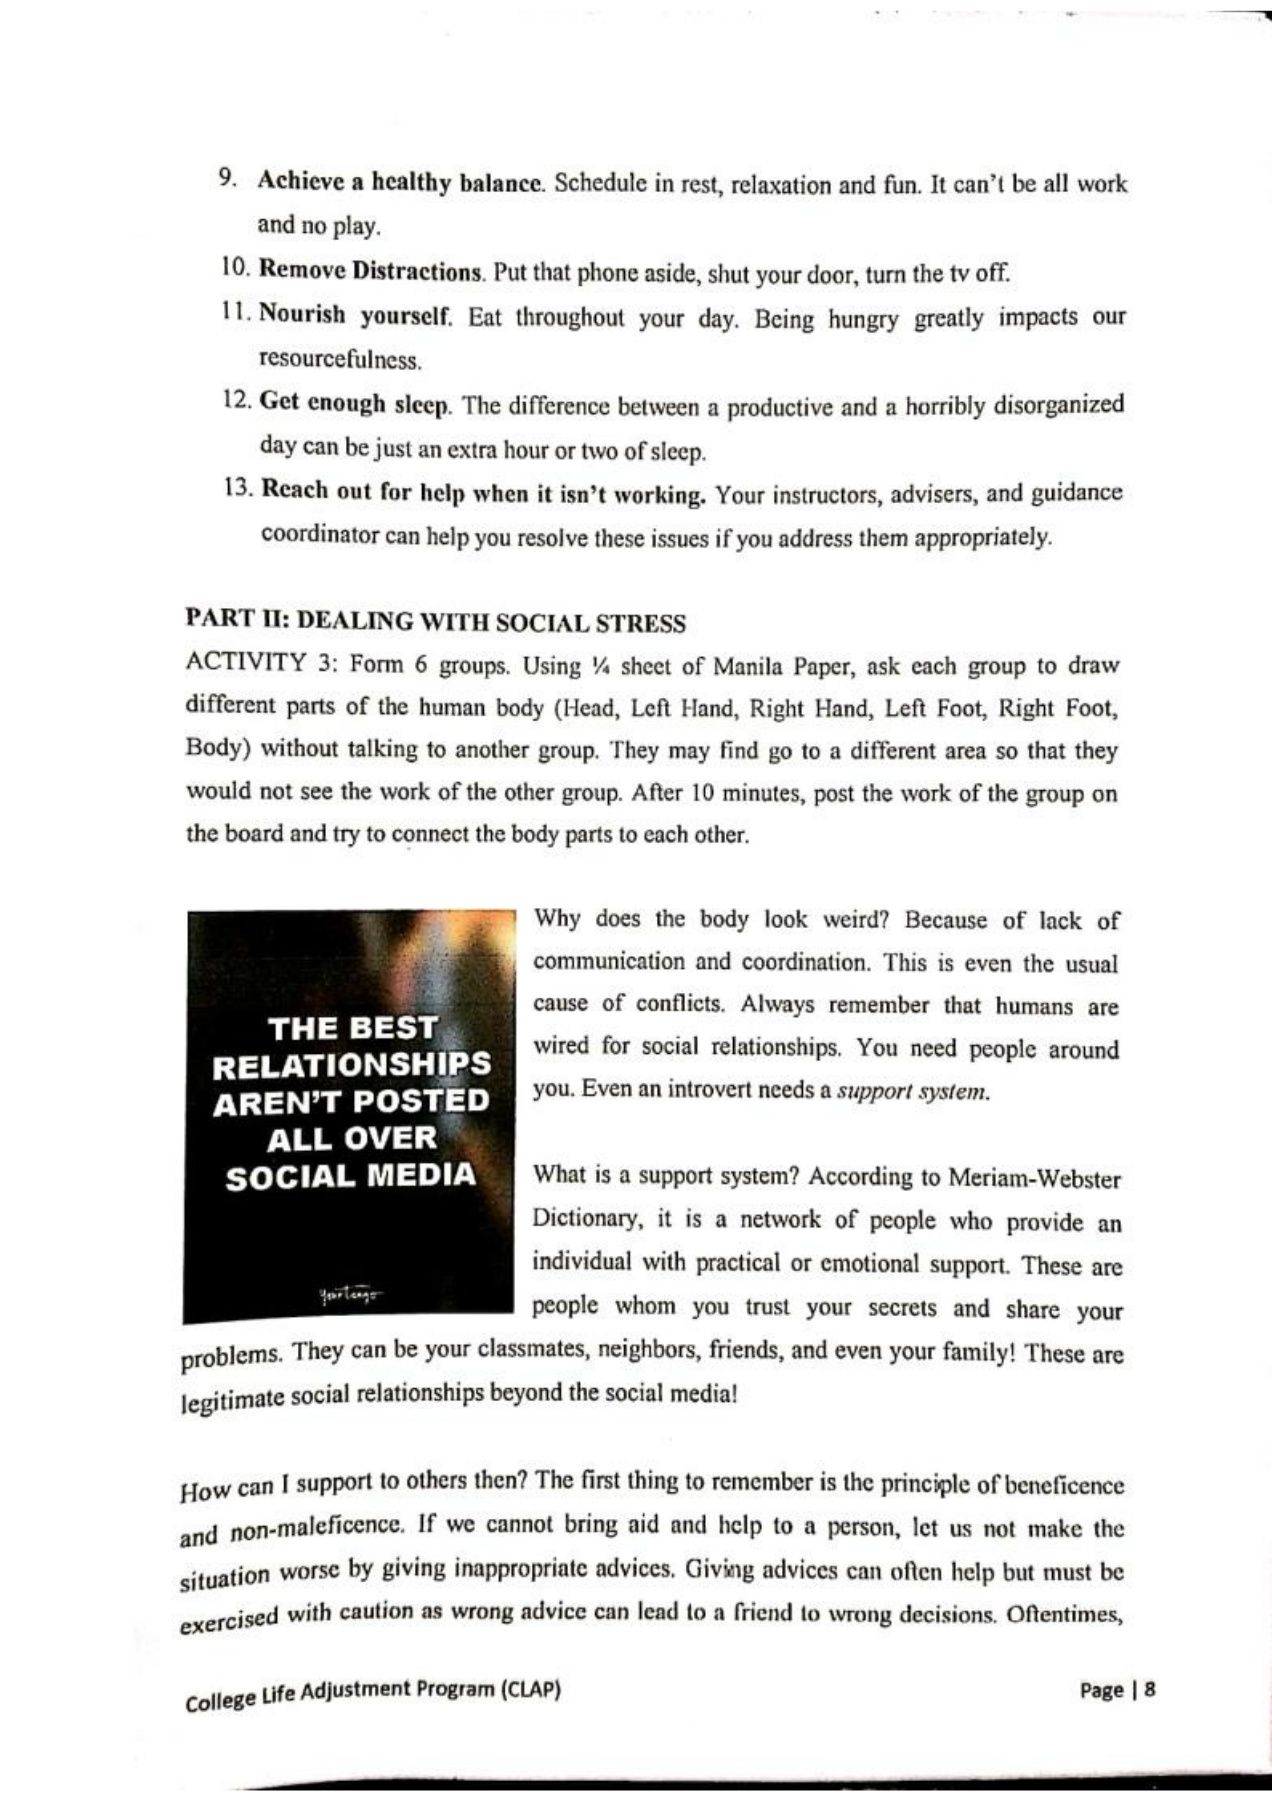 9. Achieve a healthy balance. Schedule in rest, relaxation and fun. It can't be all work
and no play.
10. Remove Distractions. Put that phone aside, shut your door, turn the tv off.
11. Nourish yourself. Eat throughout your day. Being hungry greatly impacts our
resourcefulness.
12. Get enough sleep. The difference between a productive and a horribly disorganized
day can be just an extra hour or two of sleep.
13. Reach out for help when it isn't working. Your instructors, advisers, and guidance
coordinator can help you resolve these issues if you address them appropriately.
PART II: DEALING WITH SOCIAL STRESS
ACTIVITY 3: Form 6 groups. Using ¼ sheet of Manila Paper, ask each group to draw
different parts of the human body (Head, Left Hand, Right Hand, Left Foot, Right Foot,
Body) without talking to another group. They may find go to a different area so that they
would not see the work of the other group. After 10 minutes, post the work of the group on
the board and try to connect the body parts to each other.
THE BEST
RELATIONSHIPS
AREN'T POSTED
ALL OVER
SOCIAL MEDIA
YourTango
Why does the body look weird? Because of lack of
communication and coordination. This is even the usual
cause of conflicts. Always remember that humans are
wired for social relationships. You need people around
you. Even an introvert needs a support system.
What is a support system? According to Meriam-Webster
Dictionary, it is a network of people who provide an
individual with practical or emotional support. These are
people whom you trust your secrets and share your
problems. They can be your classmates, neighbors, friends, and even your family! These are
legitimate social relationships beyond the social media!
How can I support to others then? The first thing to remember is the principle of beneficence
and non-maleficence. If we cannot bring aid and help to a person, let us not make the
situation worse by giving inappropriate advices. Giving advices can often help but must be
exercised with caution as wrong advice can lead to a friend to wrong decisions. Oftentimes,
College Life Adjustment Program (CLAP)
Page | 8